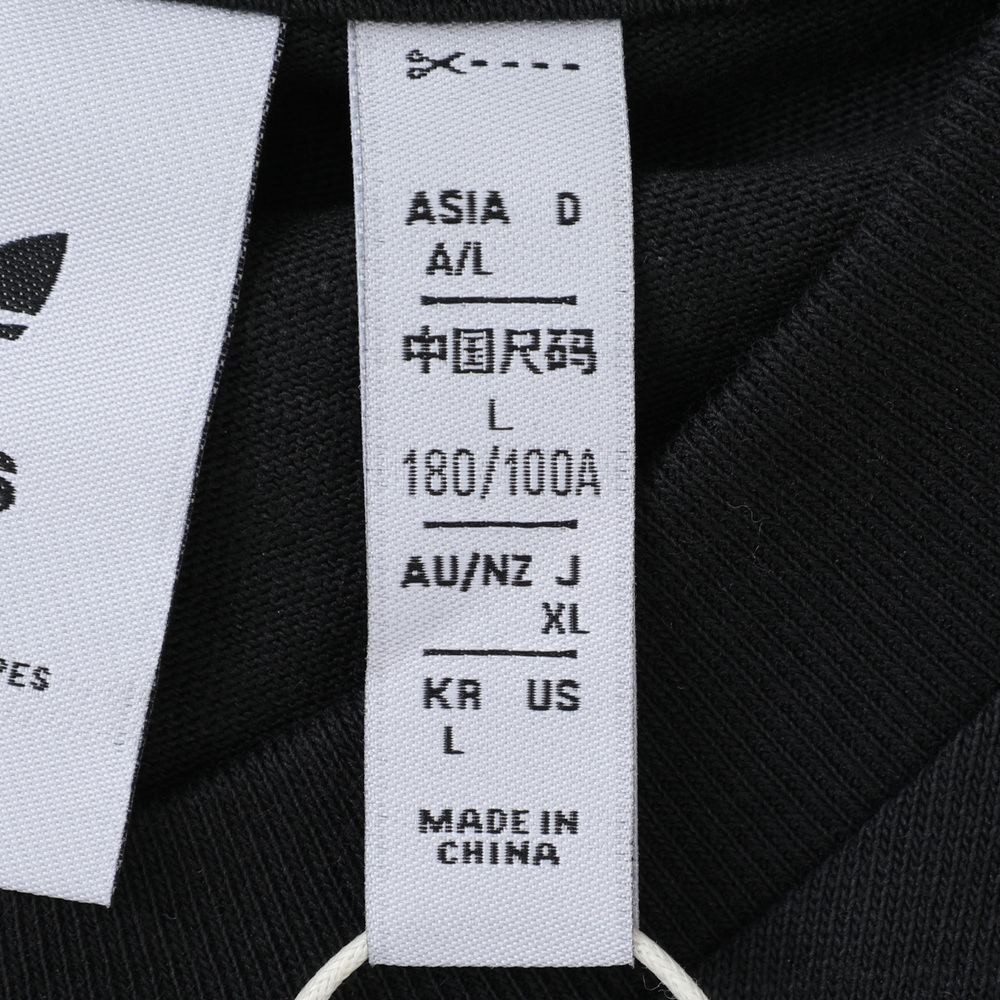 ASIA D
A/L
中国尺码
L
180/100A
AU/NZ J
XL
KR US
L
MADE IN
CHINA